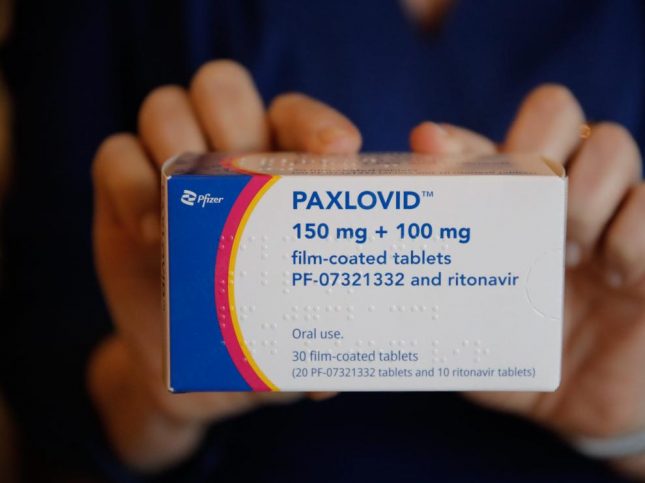 Pfizer
PAXLOVID™
150 mg + 100 mg
film-coated tablets
PF-07321332 and ritonavir
Oral use.
30 film-coated tablets
(20 PF-07321332 tablets and 10 ritonavir tablets)